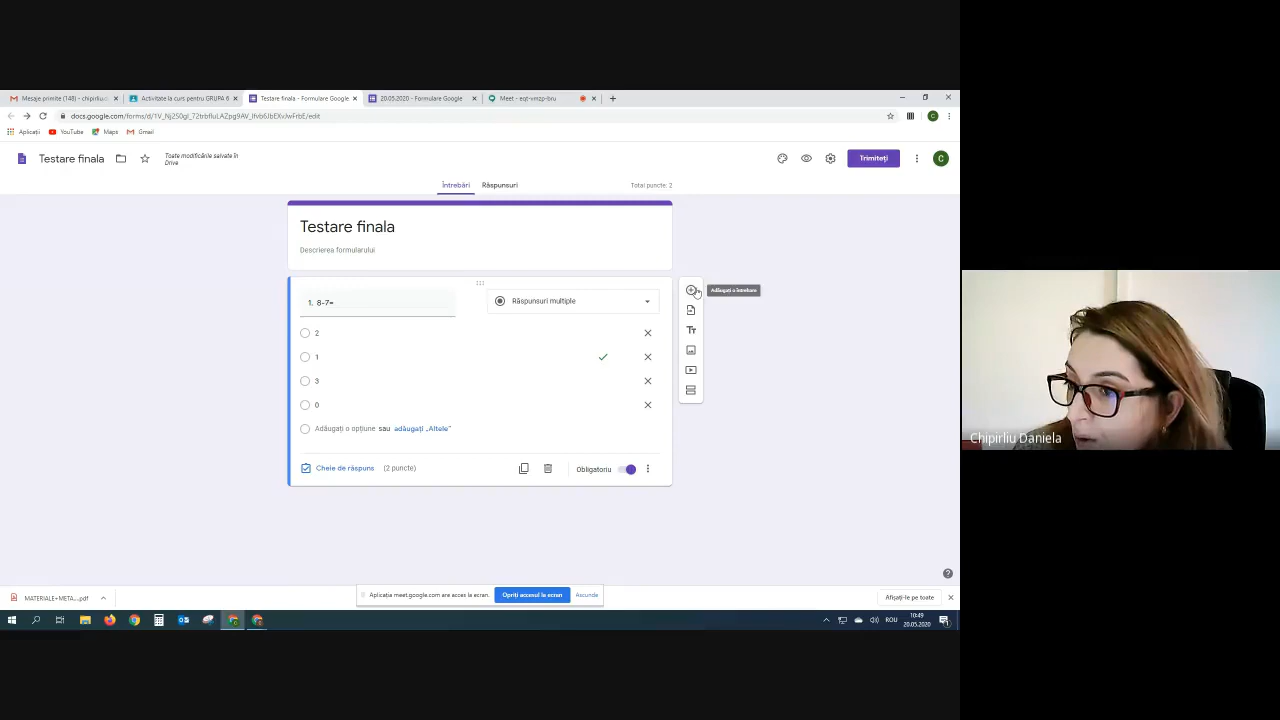 Mesaje primite (148) - chipirliu
Activitate la curs pentru GRUPA 6
Testare finala - Formulare Google
20.05.2020 - Formulare Google
Meet - eqt-vmzp-bru
Aplicații
YouTube
Maps
Gmail
Testare finala
Toate modificările salvate în
Drive
Trimiteți
C
Întrebări
Răspunsuri
Total puncte: 2
Testare finala
Descrierea formularului
1. 8-7=
Răspunsuri multiple
Adăugați o întrebare
2
1
3
0
Adăugați o opțiune sau adăugați „Altele”
Cheie de răspuns
(2 puncte)
Obligatoriu
Chipirliu Daniela
MATERIALE+META....pdf
Aplicația meet.google.com are acces la ecran.
Opriți accesul la ecran
Ascunde
Afișați-le pe toate
ROU
10:49
20.05.2020